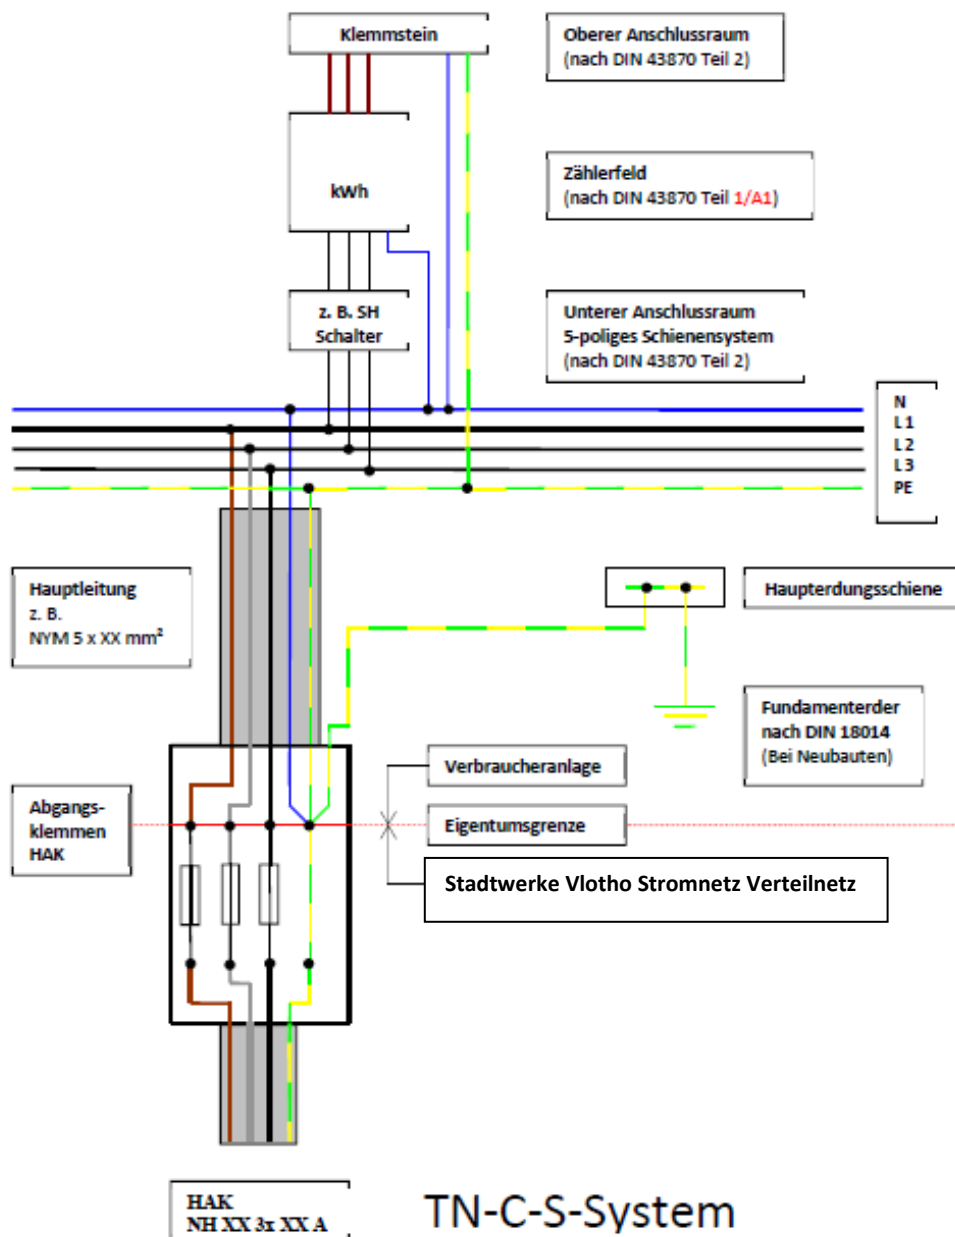 Klemmstein
Oberer Anschlussraum
(nach DIN 43870 Teil 2)
kWh
Zählerfeld
(nach DIN 43870 Teil 1/A1)
z. B. SH
Schalter
Unterer Anschlussraum
5-poliges Schienensystem
(nach DIN 43870 Teil 2)
N
L 1
L 2
L 3
PE
Hauptleitung
z. B.
NYM 5 x XX mm²
Haupterdungsschiene
Fundamenterder
nach DIN 18014
(Bei Neubauten)
Verbraucheranlage
Abgangs-
klemmen
HAK
Eigentumsgrenze
Stadtwerke Vlotho Stromnetz Verteilnetz
HAK
NH XX 3x XX A
TN-C-S-System